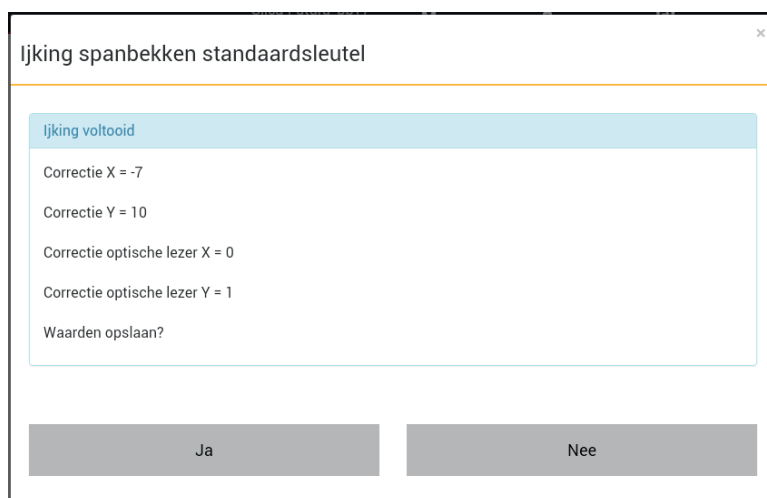 ×
Ijking spanbekken standaardsleutel
Ijking voltooid
Correctie X = -7
Correctie Y = 10
Correctie optische lezer X = 0
Correctie optische lezer Y = 1
Waarden opslaan?
Ja
Nee